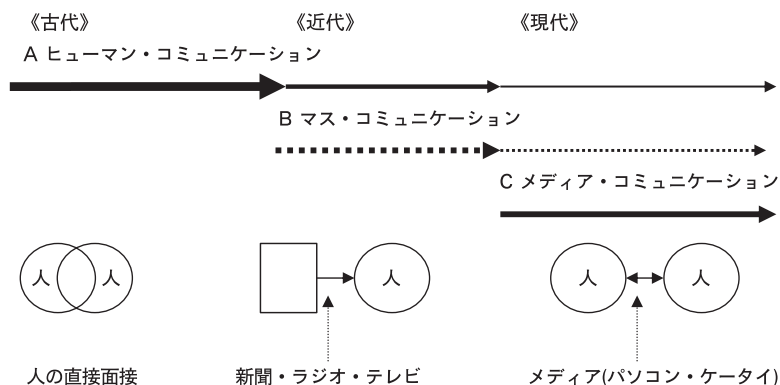 《古代》 《近代》 《現代》
A ヒューマン・コミュニケーション
B マス・コミュニケーション
C メディア・コミュニケーション
人 人 人 人 人
人の直接面接 新聞・ラジオ・テレビ メディア(パソコン・ケータイ)